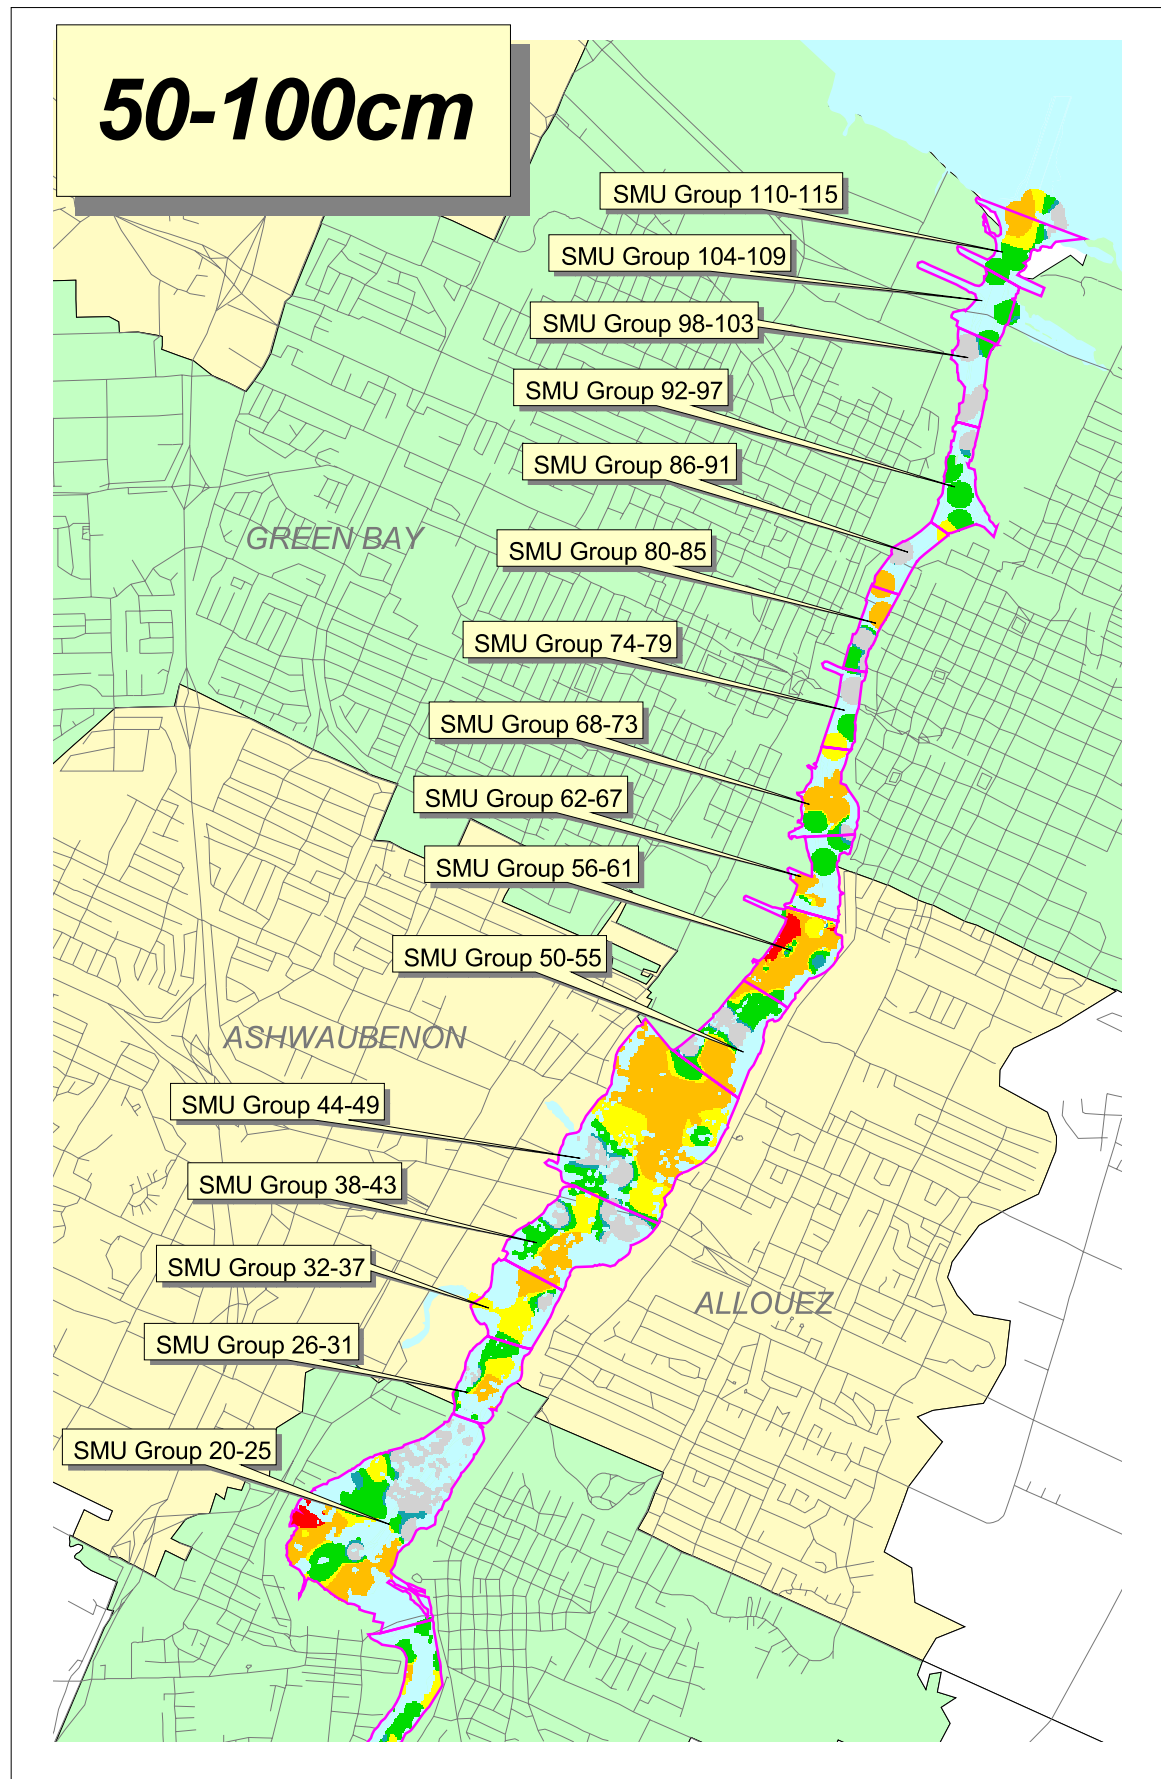 50-100cm
SMU Group 110-115
SMU Group 104-109
SMU Group 98-103
SMU Group 92-97
SMU Group 86-91
GREEN BAY
SMU Group 80-85
SMU Group 74-79
SMU Group 68-73
SMU Group 62-67
SMU Group 56-61
SMU Group 50-55
ASHWAUBENON
SMU Group 44-49
SMU Group 38-43
SMU Group 32-37
ALLOUEZ
SMU Group 26-31
SMU Group 20-25